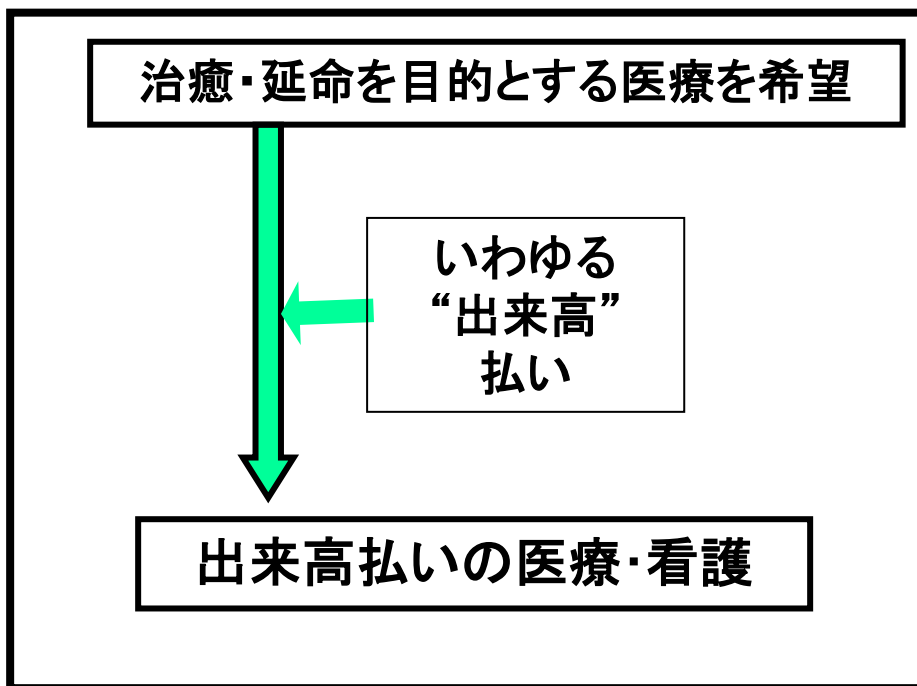 治癒・延命を目的とする医療を希望
いわゆる
“出来高”
払い
出来高払いの医療・看護